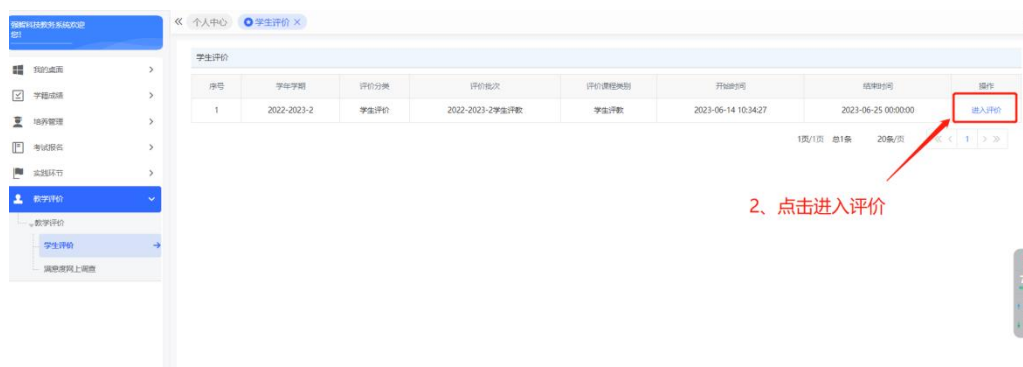 强智科技教务系统欢迎
您!
个人中心
学生评价
我的桌面
学籍成绩
培养管理
考试报名
实践环节
教学评价
教学评价
学生评价
满意度网上调查
学生评价
序号 学年学期 评价分类 评价批次 评价课程类别 开始时间 结束时间 操作
1 2022-2023-2 学生评价 2022-2023-2学生评教 学生评教 2023-06-14 10:34:27 2023-06-25 00:00:00 进入评价
1页/1页 总1条 20条/页 1
2、点击进入评价